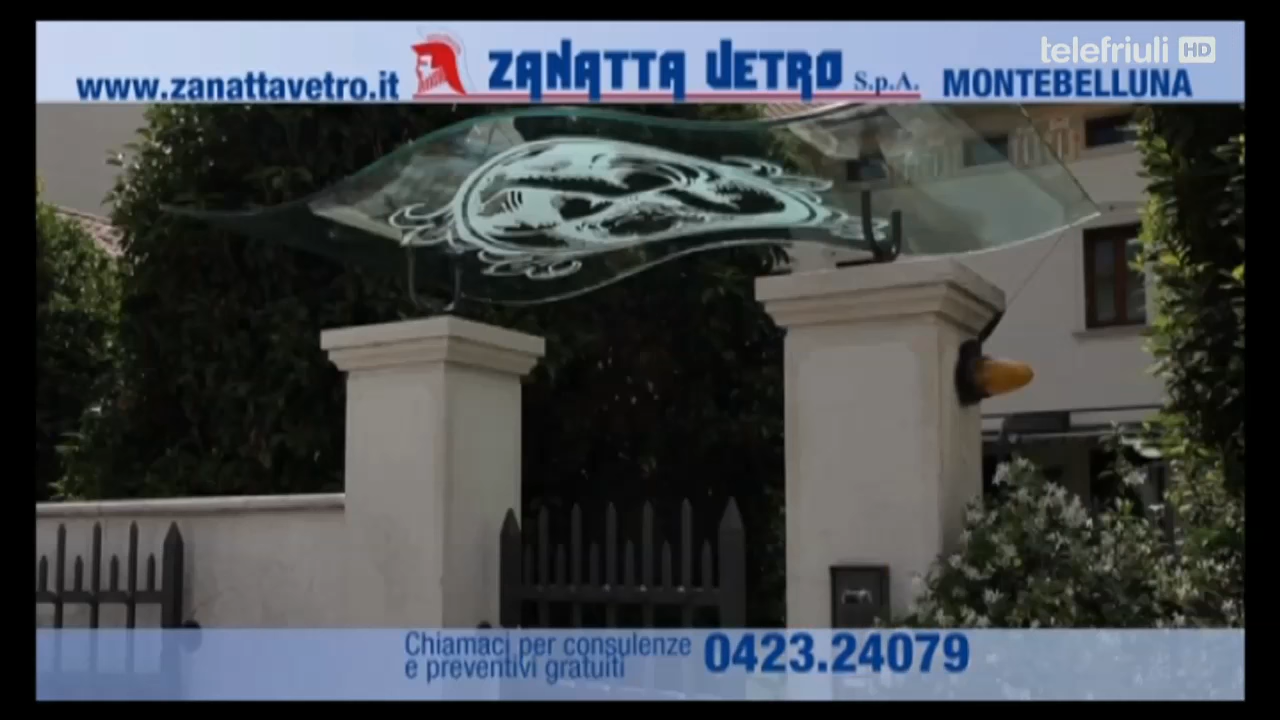 telefriuli HD
www.zanattavetro.it ZANATTA VETRO S.p.A. MONTEBELLUNA
Chiamaci per consulenze
e preventivi gratuiti 0423.24079